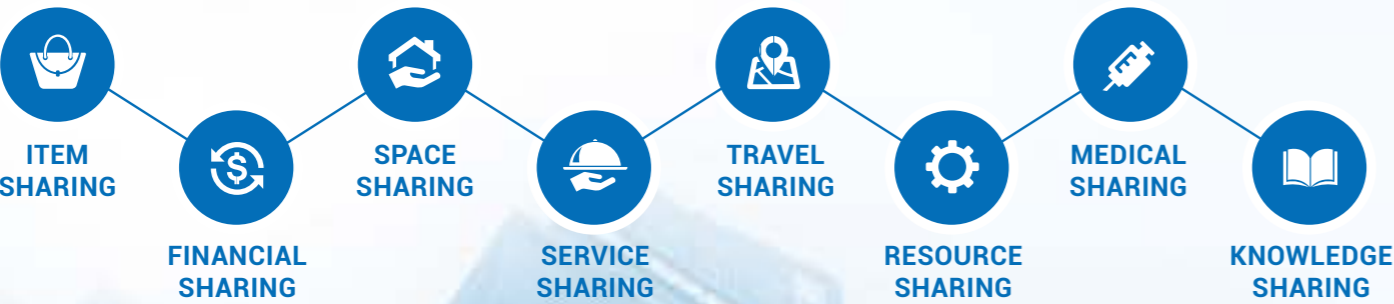 ITEM
SHARING
FINANCIAL
SHARING
SPACE
SHARING
SERVICE
SHARING
TRAVEL
SHARING
RESOURCE
SHARING
MEDICAL
SHARING
KNOWLEDGE
SHARING